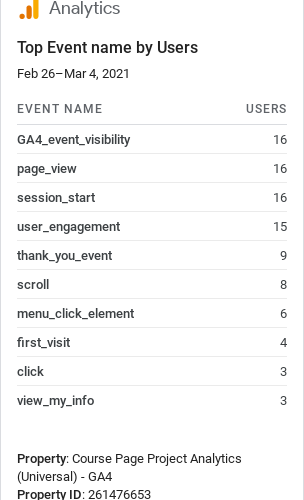 Analytics
Top Event name by Users
Feb 26–Mar 4, 2021
EVENT NAME USERS
GA4_event_visibility 16
page_view 16
session_start 16
user_engagement 15
thank_you_event 9
scroll 8
menu_click_element 6
first_visit 4
click 3
view_my_info 3
Property: Course Page Project Analytics
(Universal) - GA4
Property ID: 261476653